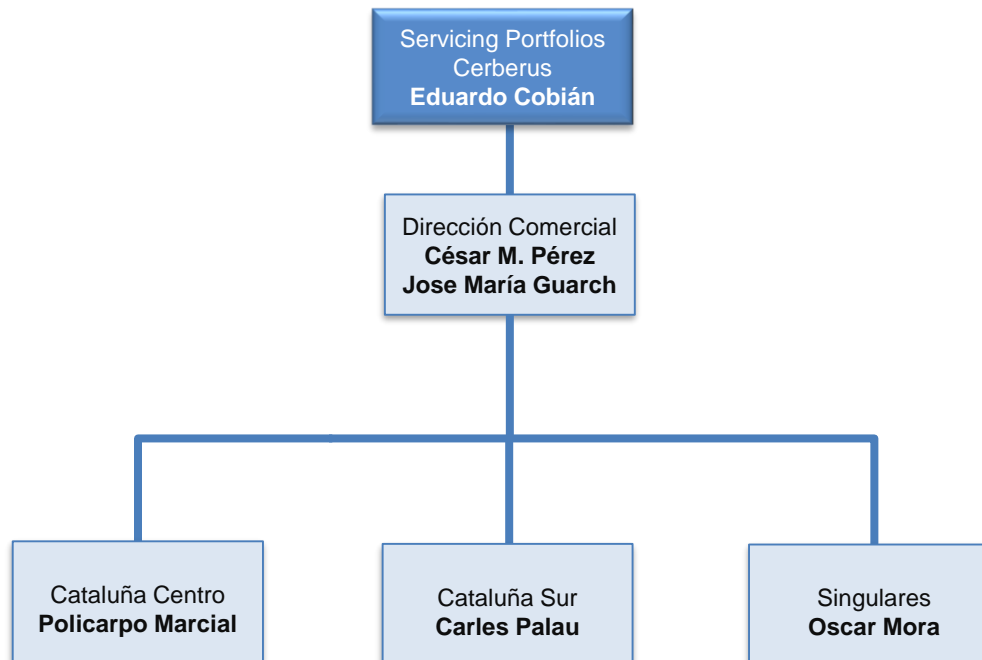 Servicing Portfolios
Cerberus
Eduardo Cobián
Dirección Comercial
César M. Pérez
Jose María Guarch
Cataluña Centro
Policarpo Marcial
Cataluña Sur
Carles Palau
Singulares
Oscar Mora